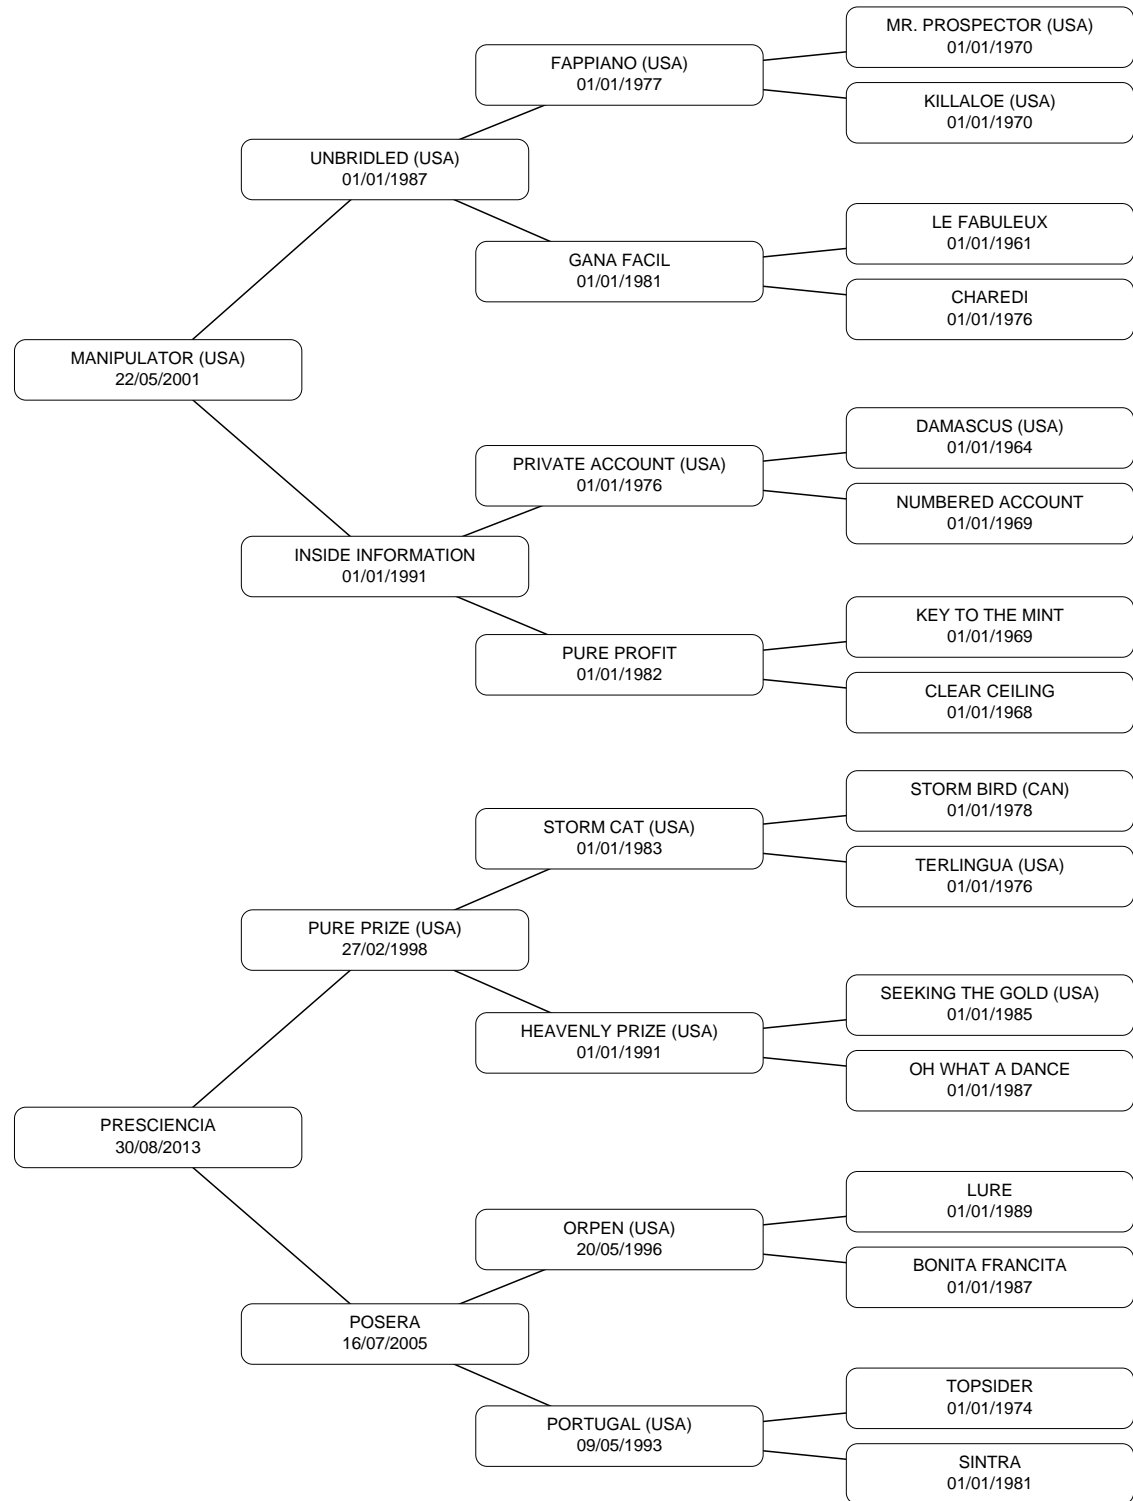 MR. PROSPECTOR (USA)
01/01/1970
FAPPIANO (USA)
01/01/1977
KILLALOE (USA)
01/01/1970
UNBRIDLED (USA)
01/01/1987
LE FABULEUX
01/01/1961
GANA FACIL
01/01/1981
CHAREDI
01/01/1976
MANIPULATOR (USA)
22/05/2001
DAMASCUS (USA)
01/01/1964
PRIVATE ACCOUNT (USA)
01/01/1976
NUMBERED ACCOUNT
01/01/1969
INSIDE INFORMATION
01/01/1991
KEY TO THE MINT
01/01/1969
PURE PROFIT
01/01/1982
CLEAR CEILING
01/01/1968
STORM BIRD (CAN)
01/01/1978
STORM CAT (USA)
01/01/1983
TERLINGUA (USA)
01/01/1976
PURE PRIZE (USA)
27/02/1998
SEEKING THE GOLD (USA)
01/01/1985
HEAVENLY PRIZE (USA)
01/01/1991
OH WHAT A DANCE
01/01/1987
PRESCIENCIA
30/08/2013
LURE
01/01/1989
ORPEN (USA)
20/05/1996
BONITA FRANCITA
01/01/1987
POSERA
16/07/2005
TOPSIDER
01/01/1974
PORTUGAL (USA)
09/05/1993
SINTRA
01/01/1981